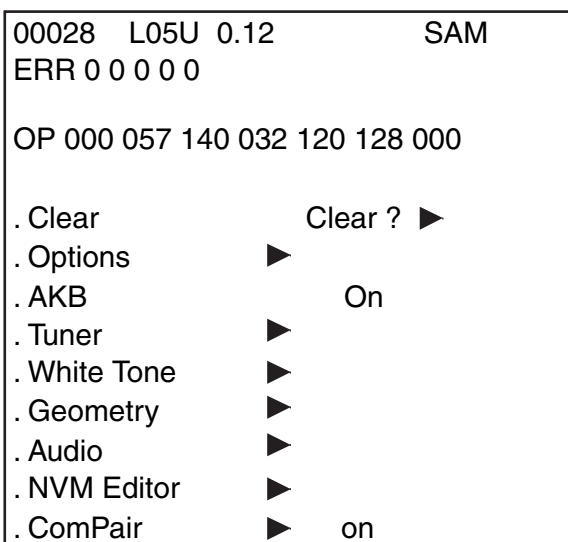 00028 L05U 0.12 SAM
ERR 0 0 0 0 0
OP 000 057 140 032 120 128 000
. Clear Clear ? ►
. Options ►
. AKB On
. Tuner ►
. White Tone ►
. Geometry ►
. Audio ►
. NVM Editor ►
. ComPair ► on